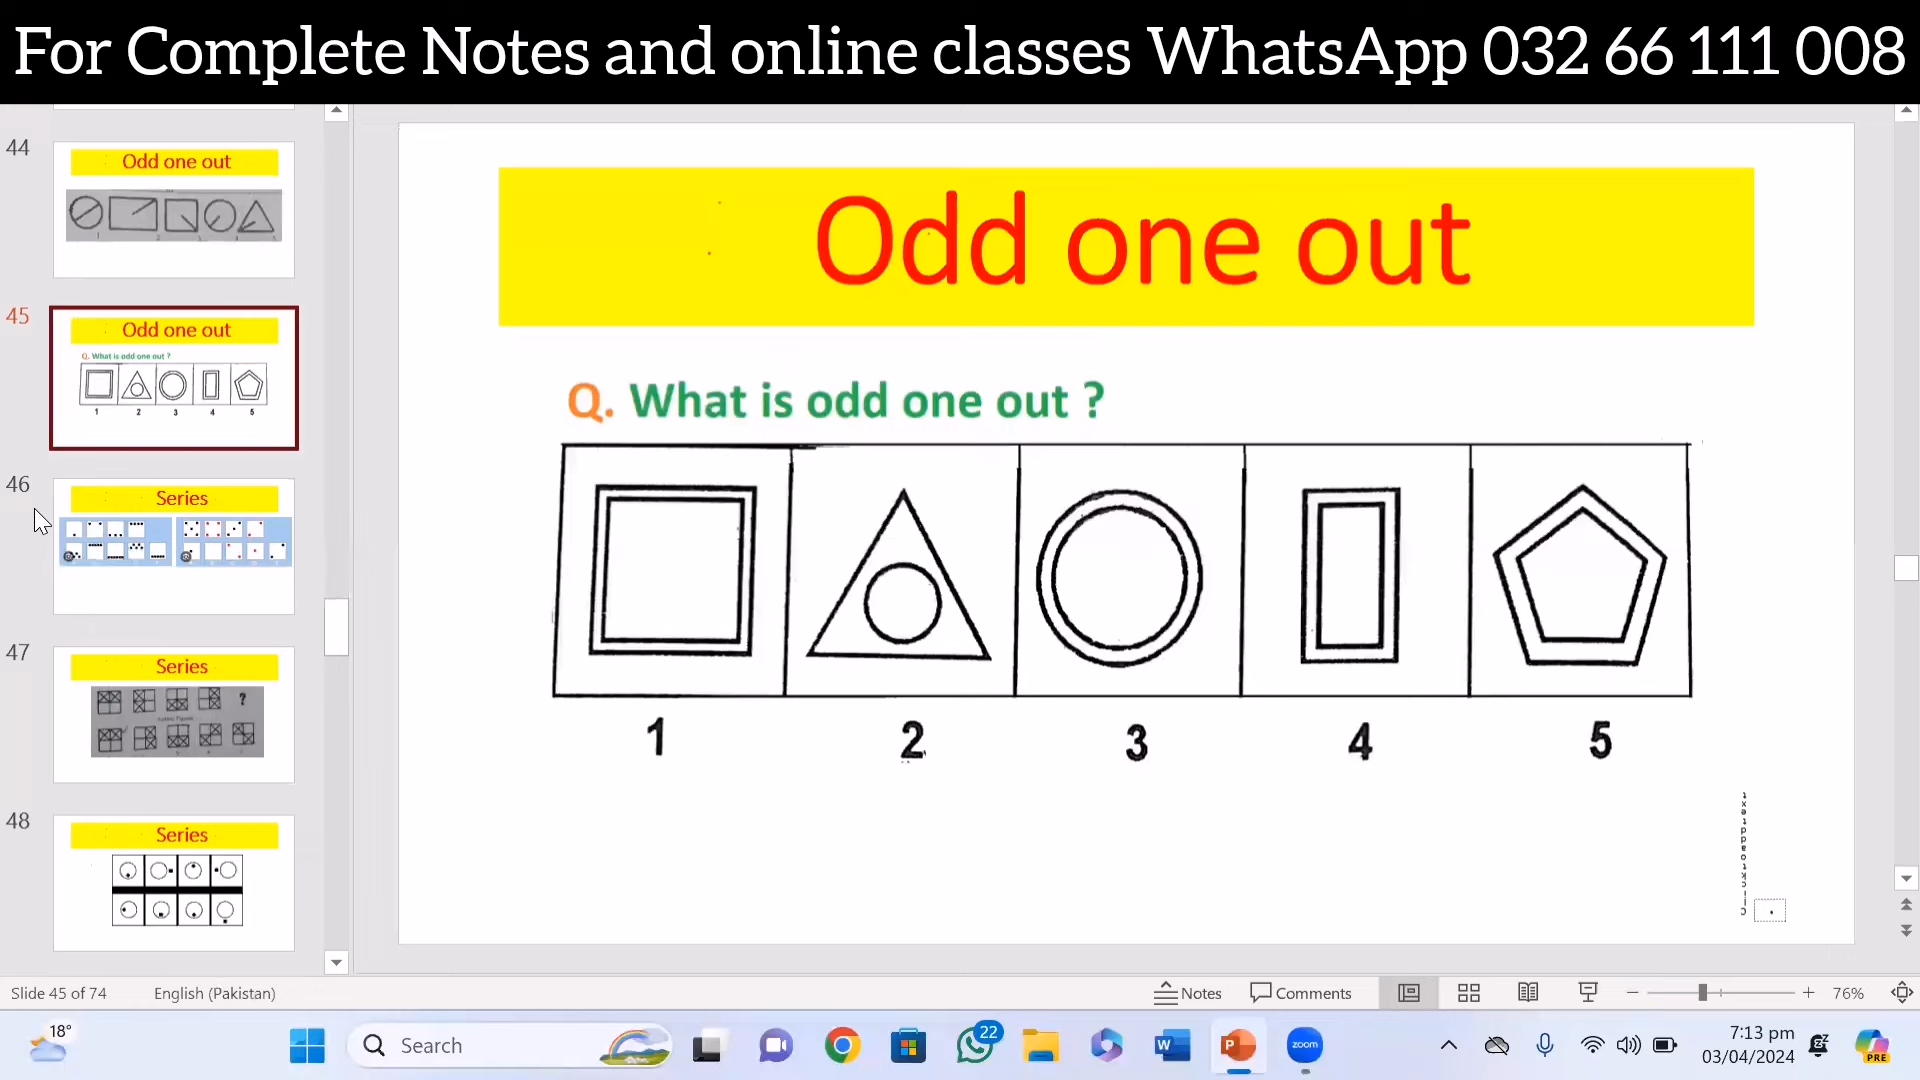 For Complete Notes and online classes WhatsApp 032 66 111 008
44
Odd one out
45
Odd one out
Q. What is odd one out ?
1 2 3 4 5
46
Series
47
Series
?
48
Series
Odd one out
Q. What is odd one out ?
1 2 3 4 5
Slide 45 of 74
English (Pakistan)
Notes
Comments
76%
18°
Search
22
W
P
zoom
7:13 pm
03/04/2024
PRE